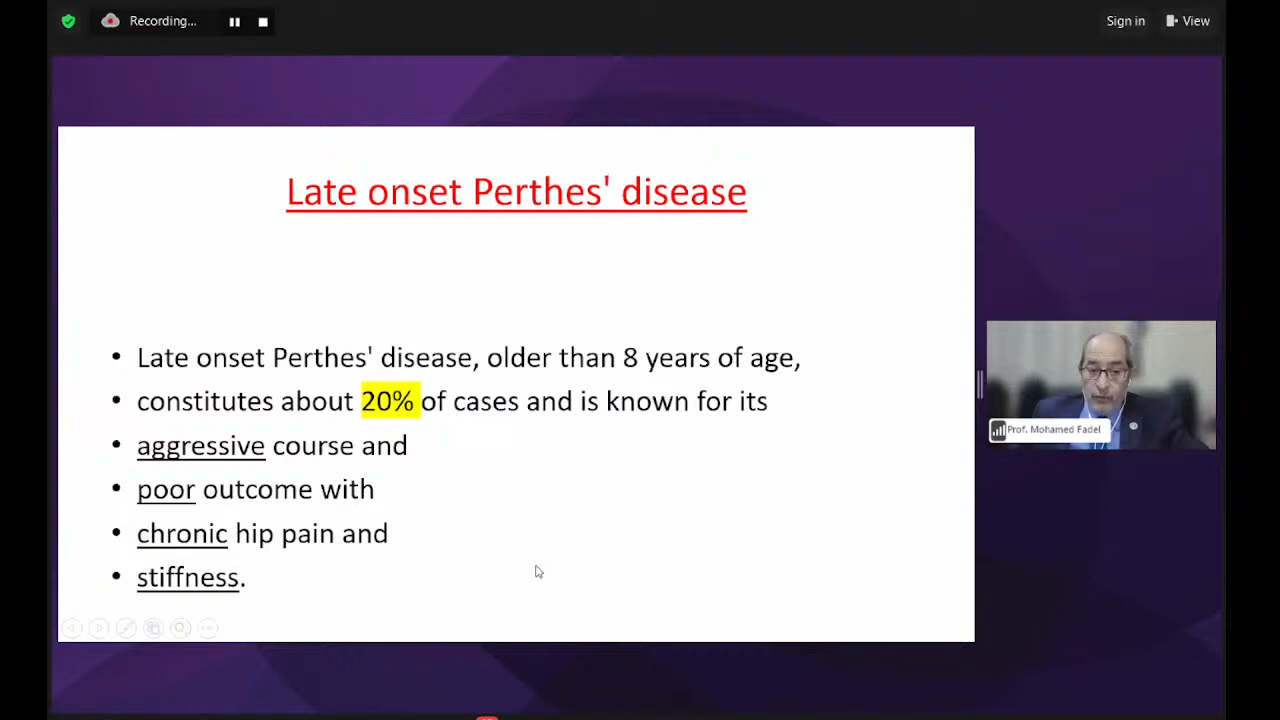 Recording...
Sign in
View
Late onset Perthes' disease
• Late onset Perthes' disease, older than 8 years of age,
• constitutes about 20% of cases and is known for its
• aggressive course and
• poor outcome with
• chronic hip pain and
• stiffness.
Prof. Mohamed Fadel